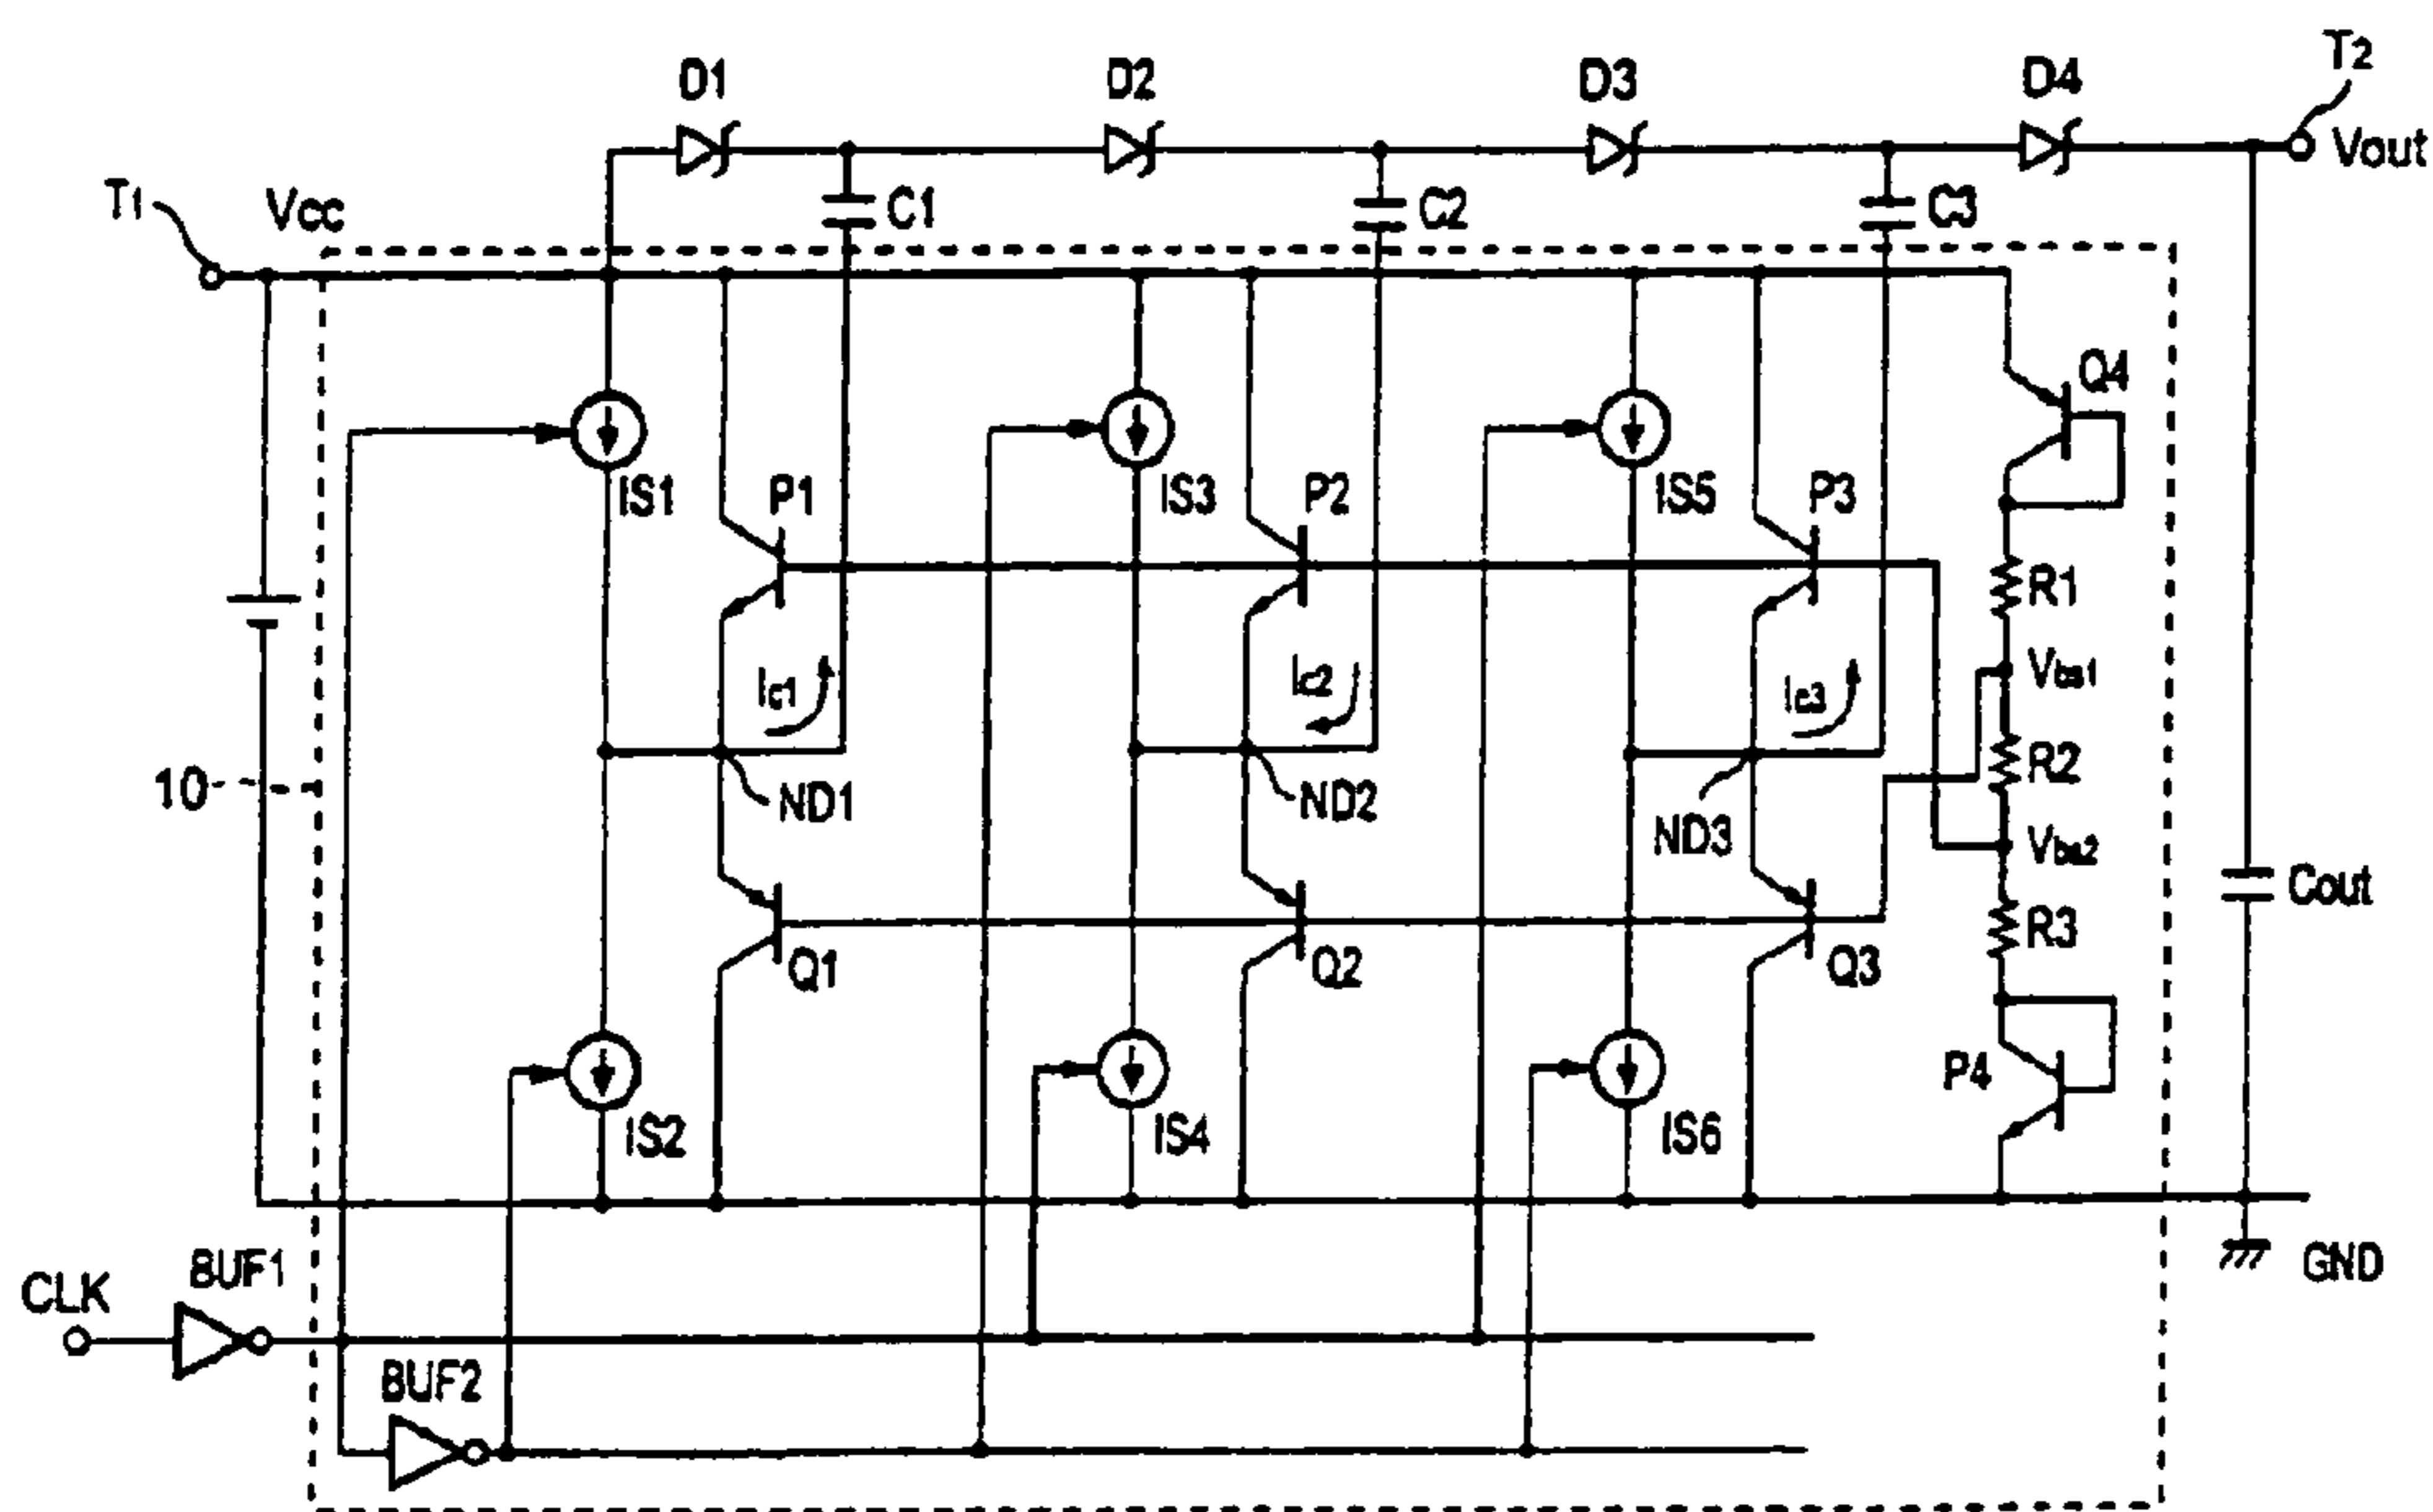 T2
D1
D2
D3
D4
Vout
T1
Vcc
C1
C2
C3
Q4
IS1
P1
IS3
P2
IS5
P3
R1
Ic1
Ic2
Ic3
Vbs1
10
ND1
ND2
ND3
R2
Vbs2
Cout
Q1
Q2
Q3
R3
IS2
IS4
IS6
P4
CLK
BUF1
GND
BUF2